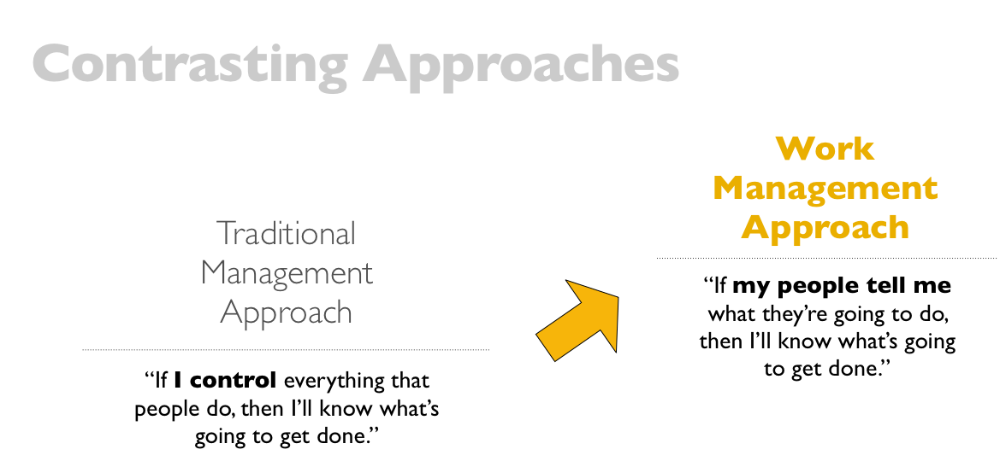 Contrasting Approaches
Traditional
Management
Approach
“If I control everything that
people do, then I’ll know what’s
going to get done.”
Work
Management
Approach
“If my people tell me
what they’re going to do,
then I’ll know what’s going
to get done.”